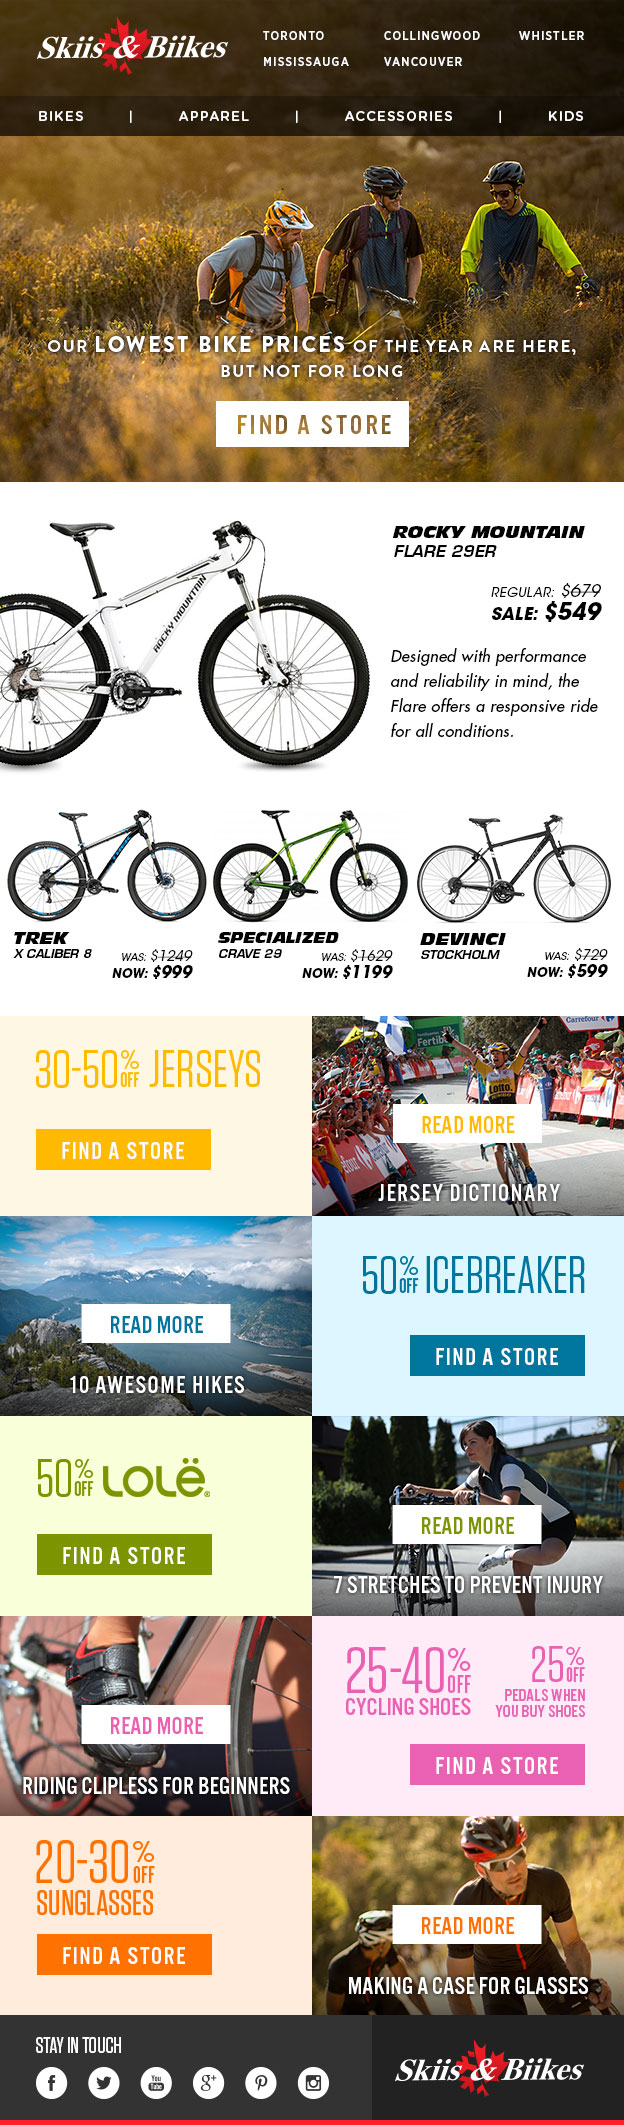 Skiis & Biikes
TORONTO COLLINGWOOD WHISTLER
MISSISSAUGA VANCOUVER
BIKES | APPAREL | ACCESSORIES | KIDS
OUR LOWEST BIKE PRICES OF THE YEAR ARE HERE,
BUT NOT FOR LONG
FIND A STORE
ROCKY MOUNTAIN
ROCKY MOUNTAIN
FLARE 29ER
REGULAR: $679
SALE: $549
Designed with performance
and reliability in mind, the
Flare offers a responsive ride
for all conditions.
TREK
X CALIBER 8
WAS: $1249
NOW: $999
SPECIALIZED
CRAVE 29
WAS: $1629
NOW: $1199
DEVINCI
STOCKHOLM
WAS: $729
NOW: $599
30-50% OFF JERSEYS
FIND A STORE
Carrefour
Fertib
Lotto
READ MORE
JERSEY DICTIONARY
READ MORE
10 AWESOME HIKES
50% OFF ICEBREAKER
FIND A STORE
50% OFF LOLË®
FIND A STORE
READ MORE
7 STRETCHES TO PREVENT INJURY
READ MORE
RIDING CLIPLESS FOR BEGINNERS
25-40% OFF
CYCLING SHOES
25% OFF
PEDALS WHEN
YOU BUY SHOES
FIND A STORE
20-30% OFF
SUNGLASSES
FIND A STORE
READ MORE
MAKING A CASE FOR GLASSES
STAY IN TOUCH
You Tube
Skiis & Biikes